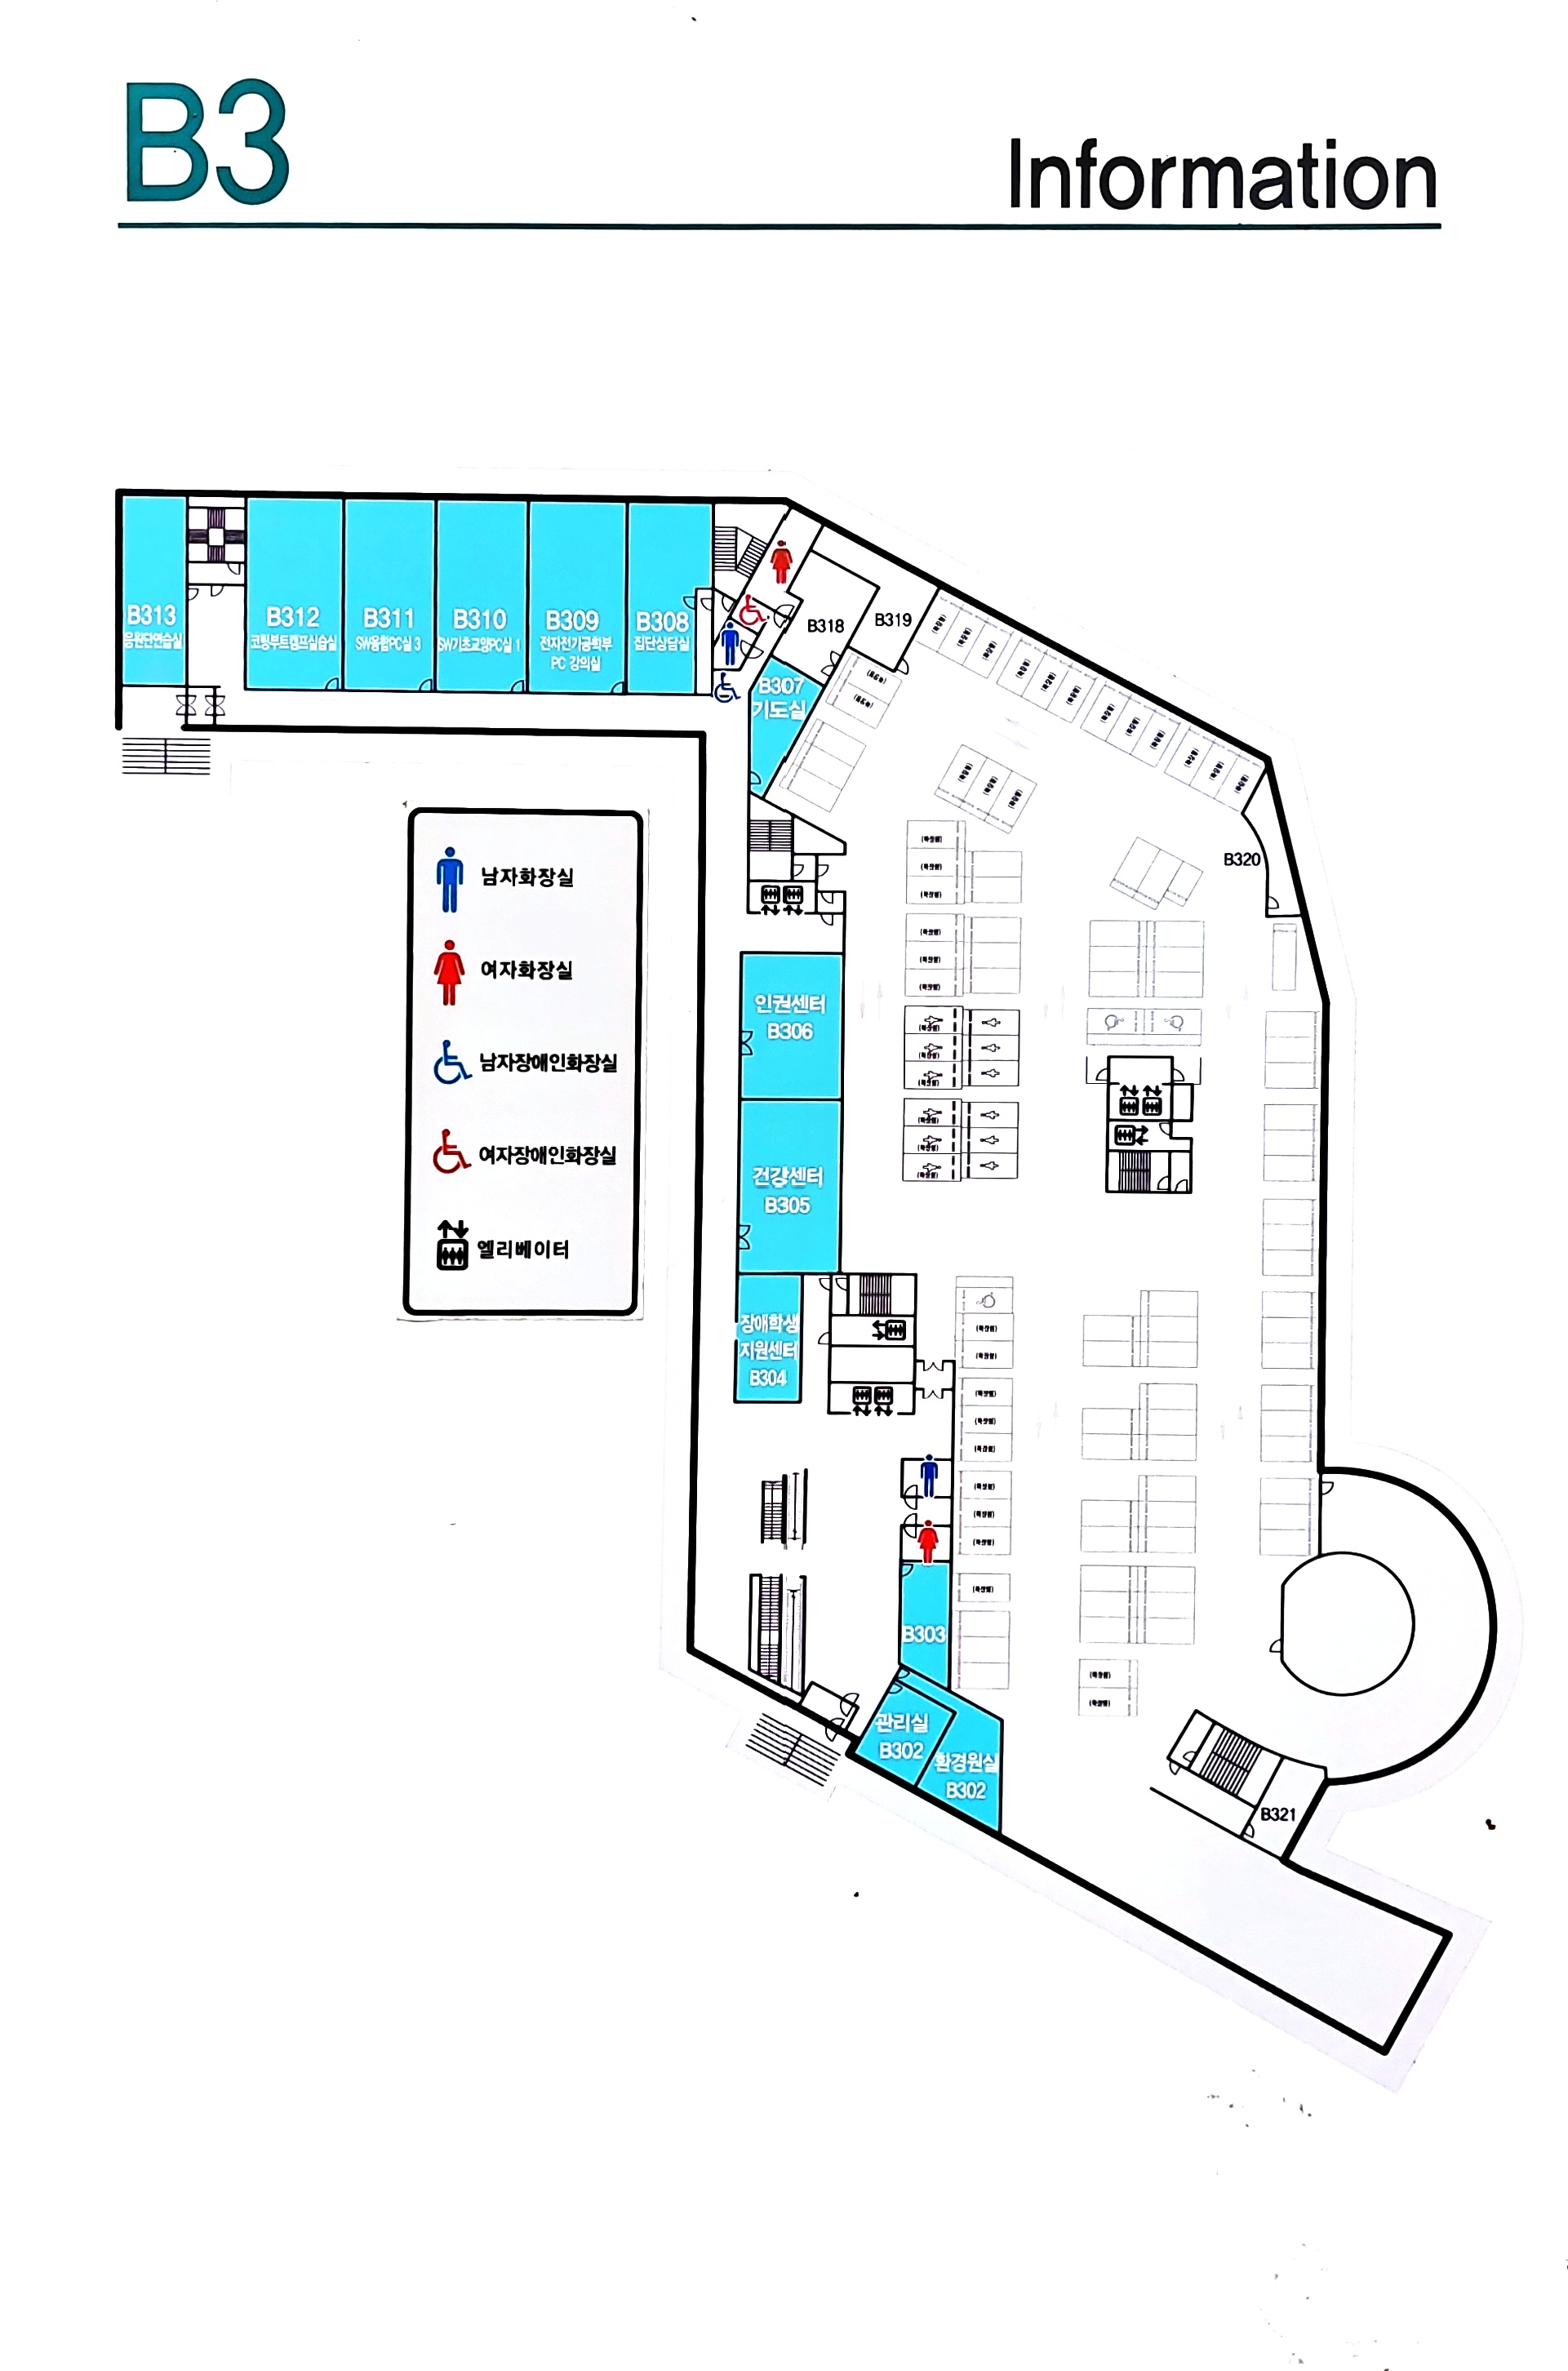 B3
Information
B313
응원단연습실
B312
코딩부트캠프실습실
B311
SW융합PC실 3
B310
SW기초교양PC실 1
B309
전자전기공학부
PC 강의실
B308
집단상담실
B307
기도실
B318
B319
B320
남자화장실
여자화장실
남자장애인화장실
여자장애인화장실
엘리베이터
인권센터
B306
건강센터
B305
장애학생
지원센터
B304
B303
관리실
B302
환경원실
B302
B321